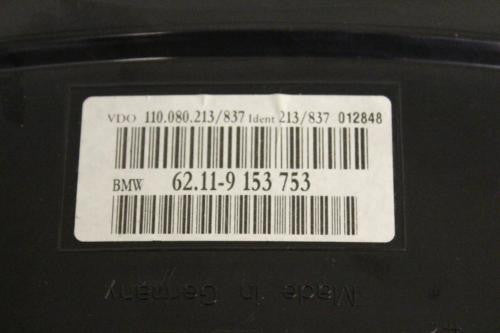 VDO 110.080.213/837 Ident 213/837 012848
BMW 62.11-9 153 753
Made In Germany